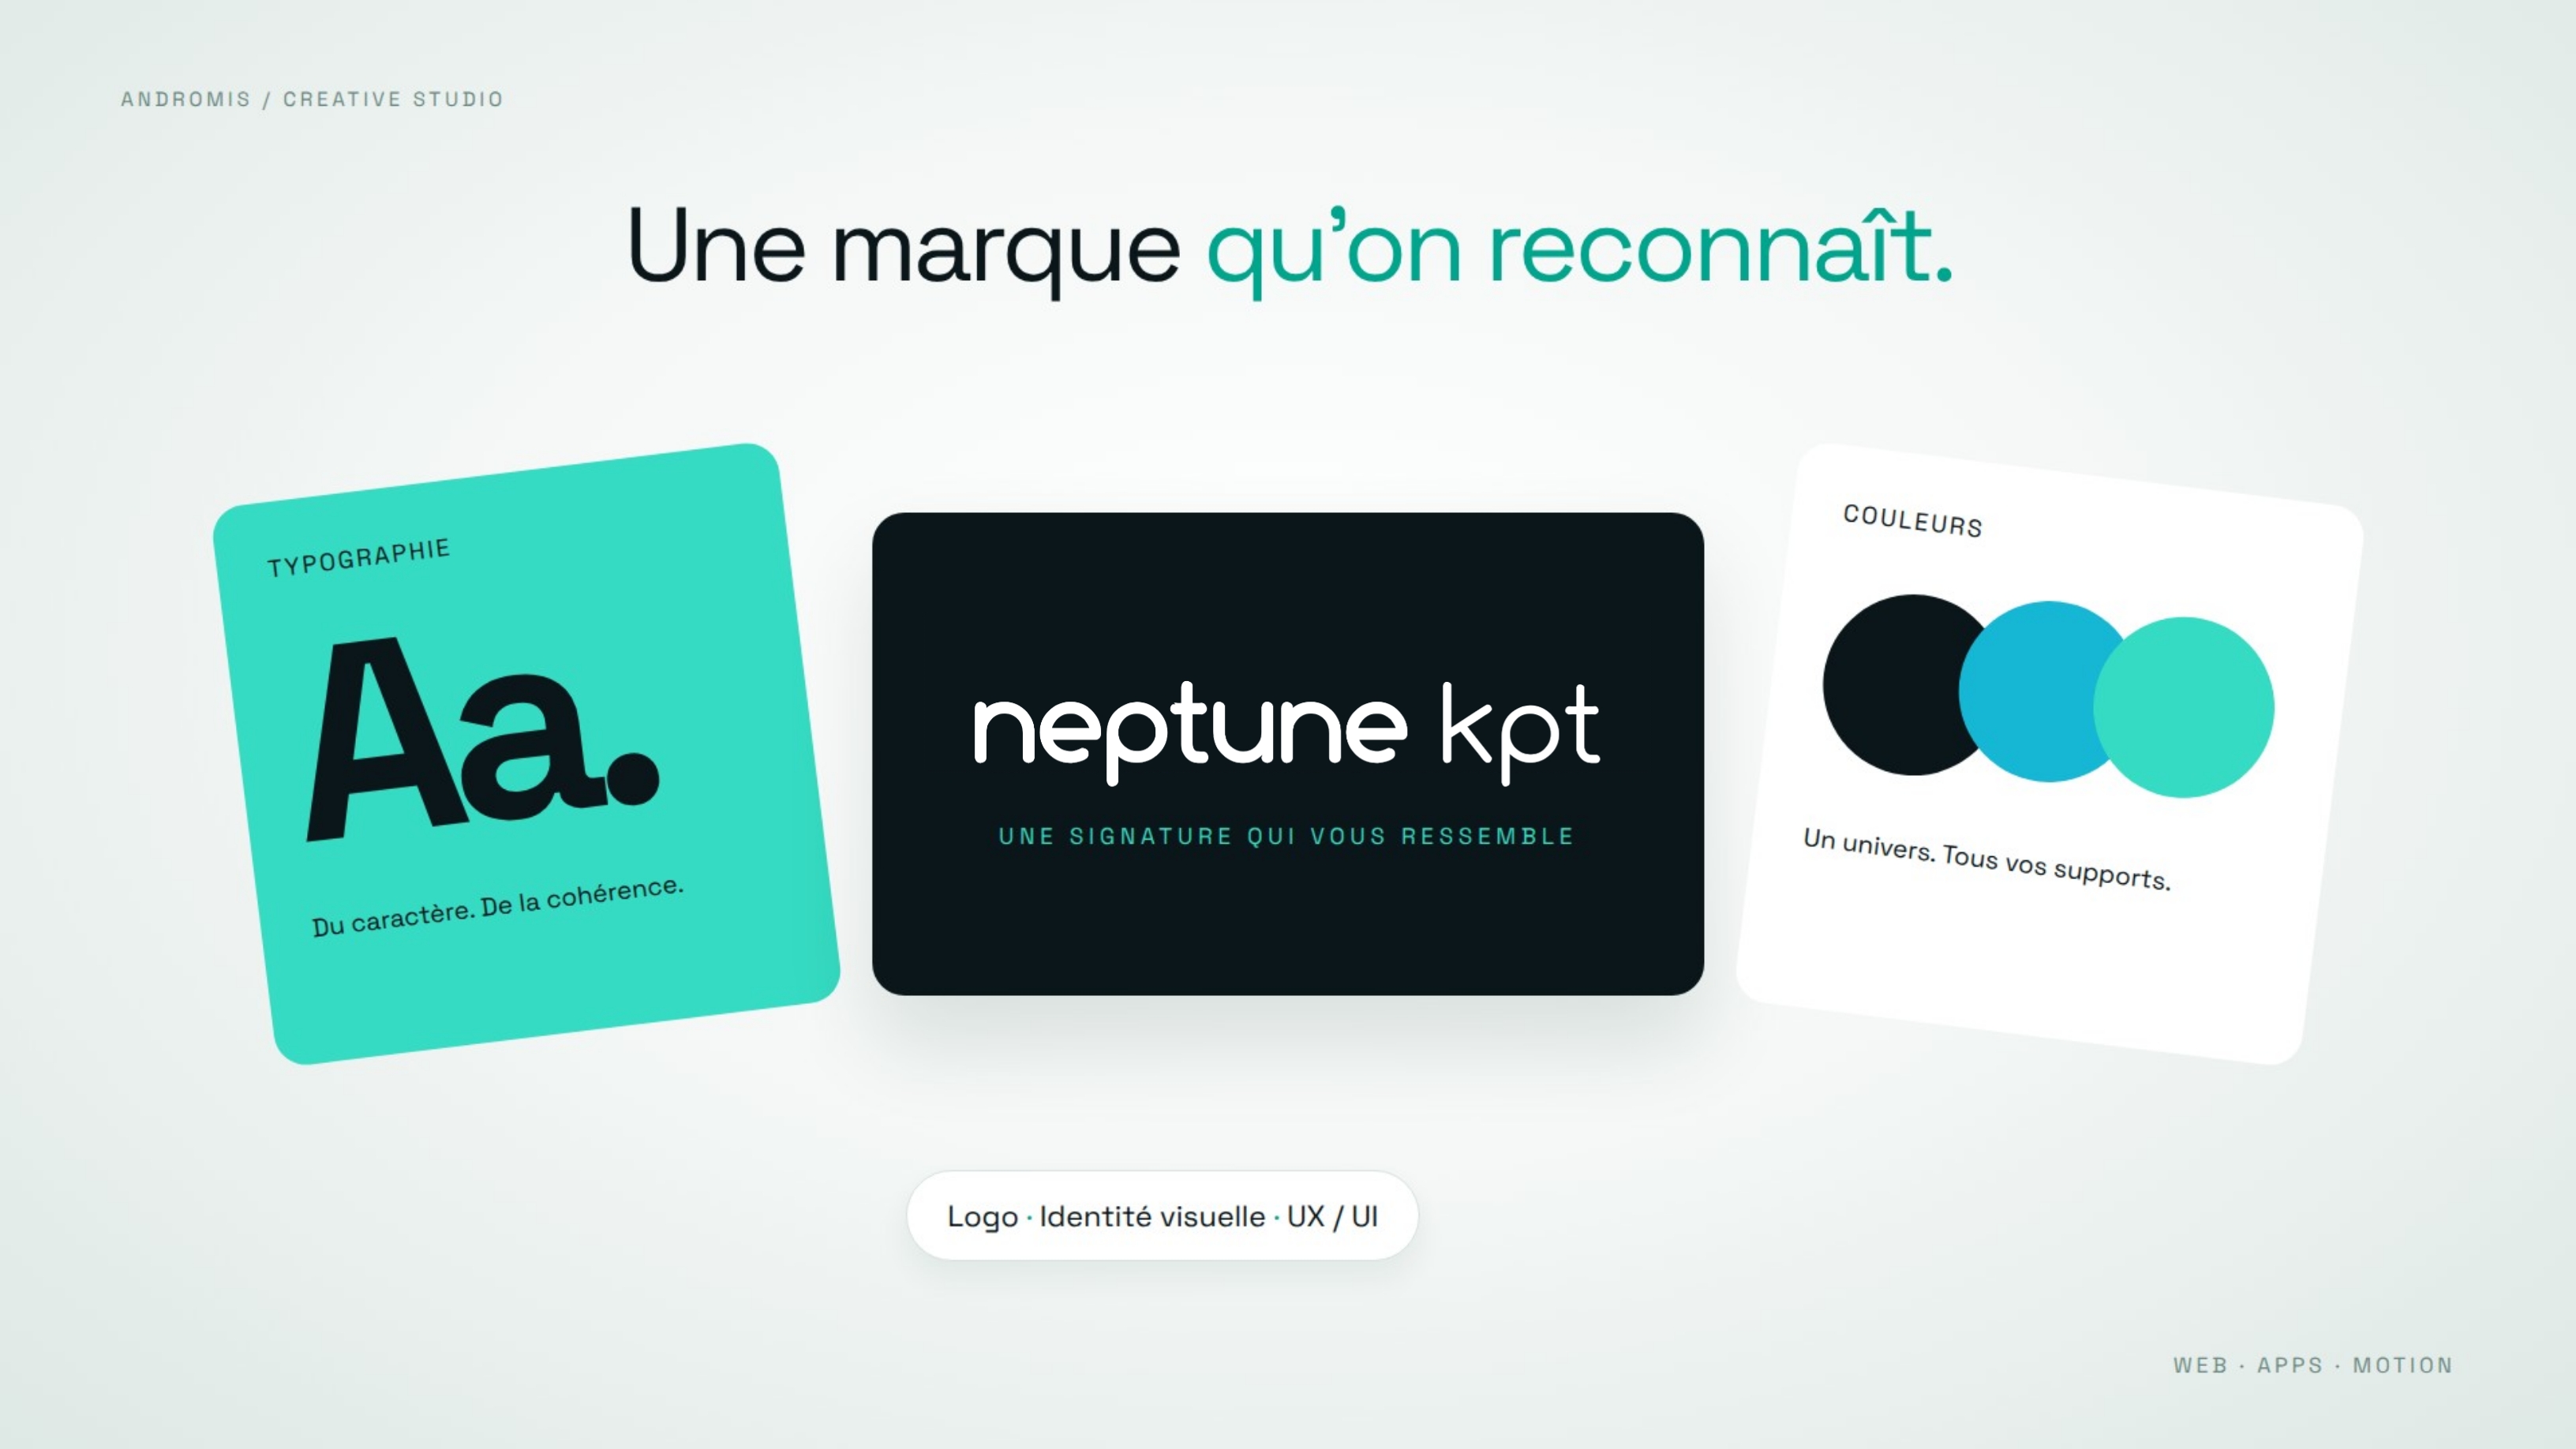 ANDROMIS / CREATIVE STUDIO
Une marque qu’on reconnaît.
TYPOGRAPHIE
Aa.
Du caractère. De la cohérence.
neptune kpt
UNE SIGNATURE QUI VOUS RESSEMBLE
COULEURS
Un univers. Tous vos supports.
Logo · Identité visuelle · UX / UI
WEB · APPS · MOTION